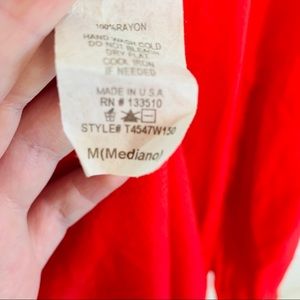 100% RAYON
HAND WASH COLD
DO NOT BLEACH
DRY FLAT
COOL IRON
IF NEEDED
MADE IN U.S.A
RN # 133510
STYLE# T4547W150
M(Mediano)